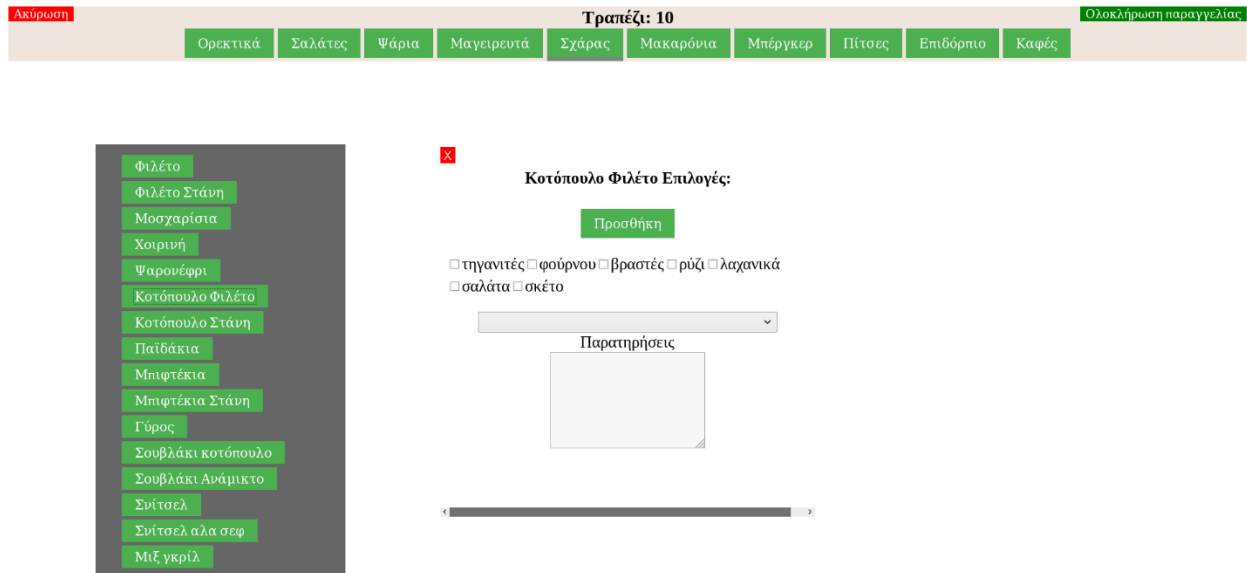 Ακύρωση Τραπέζι: 10 Ολοκλήρωση παραγγελίας
Ορεκτικά Σαλάτες Ψάρια Μαγειρευτά Σχάρας Μακαρόνια Μπέργκερ Πίτσες Επιδόρπιο Καφές
Φιλέτο
Φιλέτο Στάνη
Μοσχαρίσια
Χοιρινή
Ψαρονέφρι
Κοτόπουλο Φιλέτο
Κοτόπουλο Στάνη
Παϊδάκια
Μπιφτέκια
Μπιφτέκια Στάνη
Γύρος
Σουβλάκι κοτόπουλο
Σουβλάκι Ανάμικτο
Σνίτσελ
Σνίτσελ αλα σεφ
Μιξ γκρίλ
X
Κοτόπουλο Φιλέτο Επιλογές:
Προσθήκη
τηγανιτές φούρνου βραστές ρύζι λαχανικά
σαλάτα σκέτο
Παρατηρήσεις